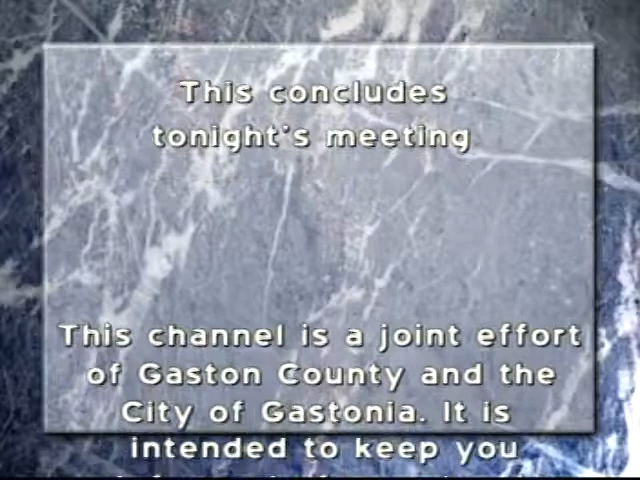 This concludes
tonight's meeting
This channel is a joint effort
of Gaston County and the
City of Gastonia. It is
intended to keep you